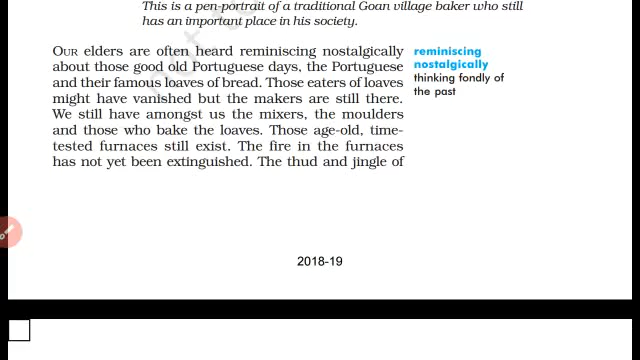 This is a pen-portrait of a traditional Goan village baker who still
has an important place in his society.
OUR elders are often heard reminiscing nostalgically
about those good old Portuguese days, the Portuguese
and their famous loaves of bread. Those eaters of loaves
might have vanished but the makers are still there.
We still have amongst us the mixers, the moulders
and those who bake the loaves. Those age-old, time-
tested furnaces still exist. The fire in the furnaces
has not yet been extinguished. The thud and jingle of
reminiscing
nostalgically
thinking fondly of
the past
2018-19